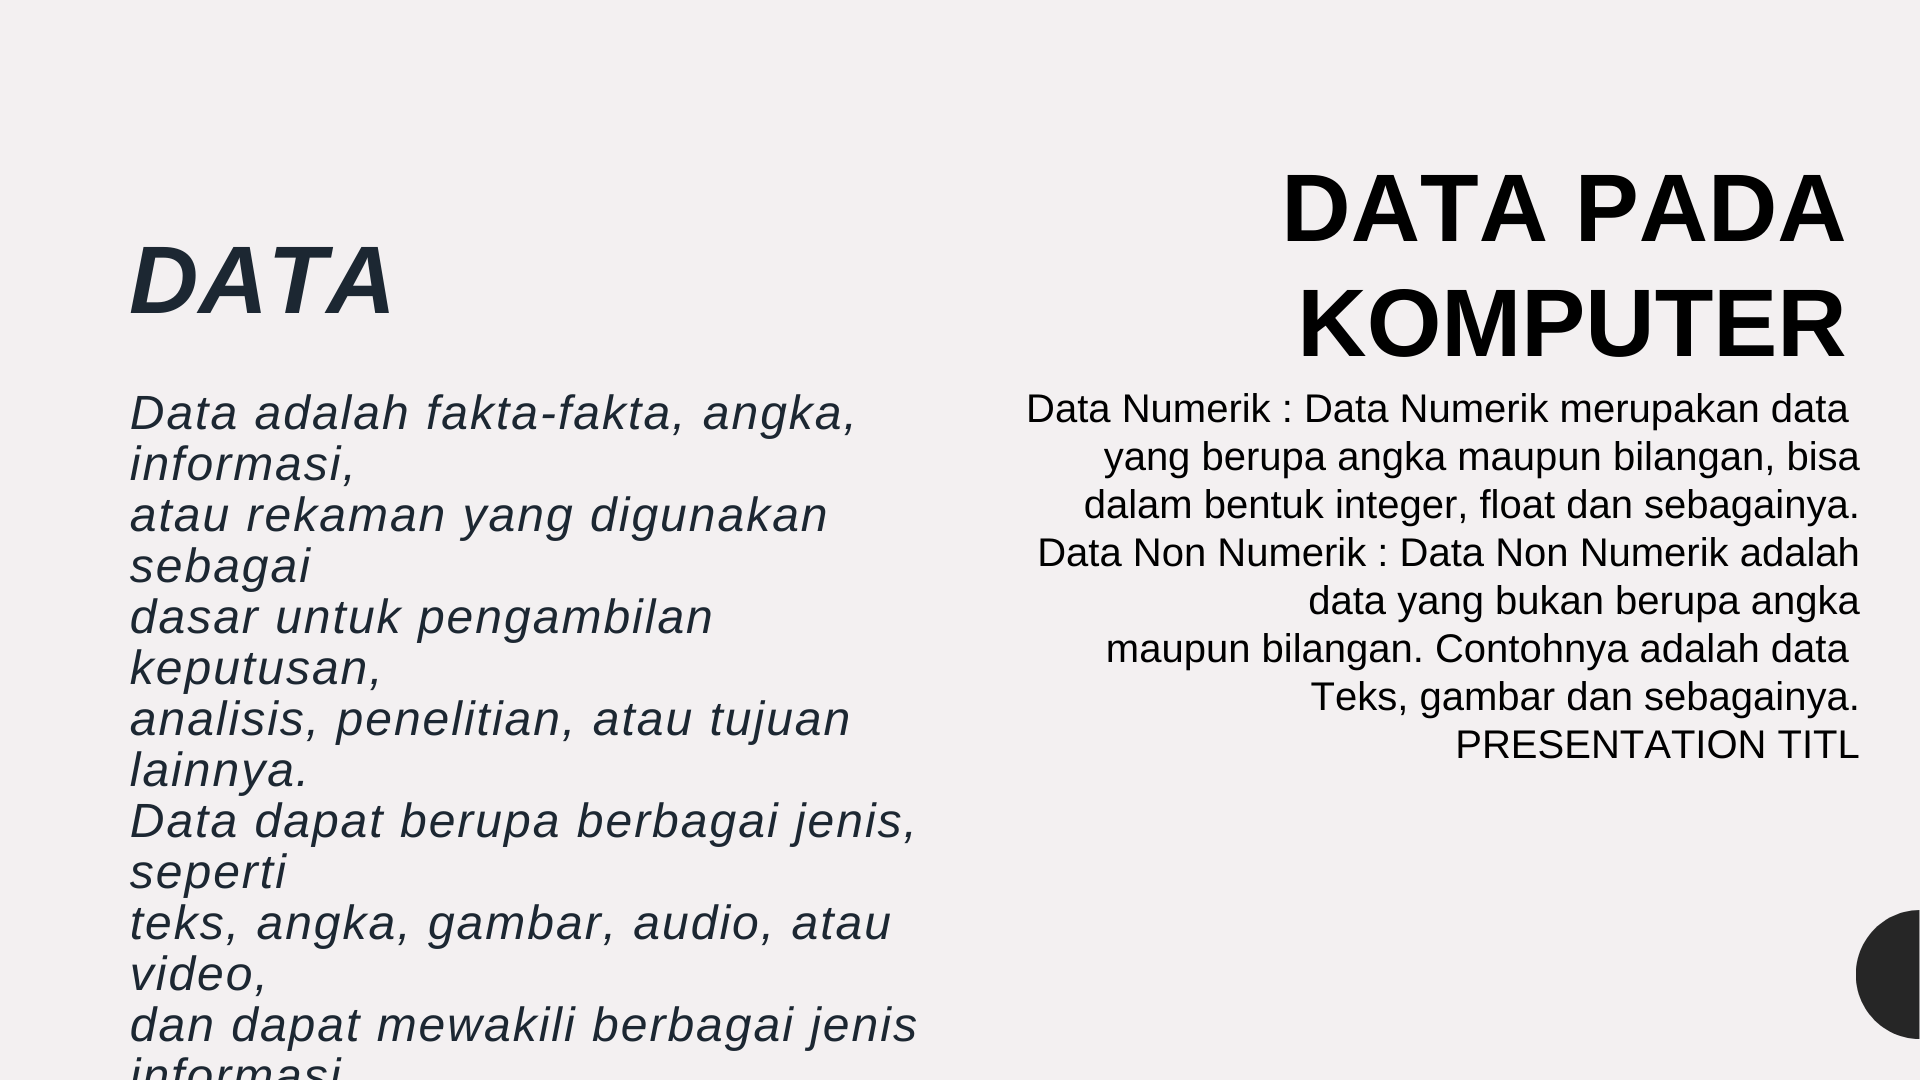 DATA
Data adalah fakta-fakta, angka,
informasi,
atau rekaman yang digunakan
sebagai
dasar untuk pengambilan
keputusan,
analisis, penelitian, atau tujuan
lainnya.
Data dapat berupa berbagai jenis,
seperti
teks, angka, gambar, audio, atau
video,
dan dapat mewakili berbagai jenis
informasi
DATA PADA
KOMPUTER
Data Numerik : Data Numerik merupakan data
yang berupa angka maupun bilangan, bisa
dalam bentuk integer, float dan sebagainya.
Data Non Numerik : Data Non Numerik adalah
data yang bukan berupa angka
maupun bilangan. Contohnya adalah data
Teks, gambar dan sebagainya.
PRESENTATION TITL